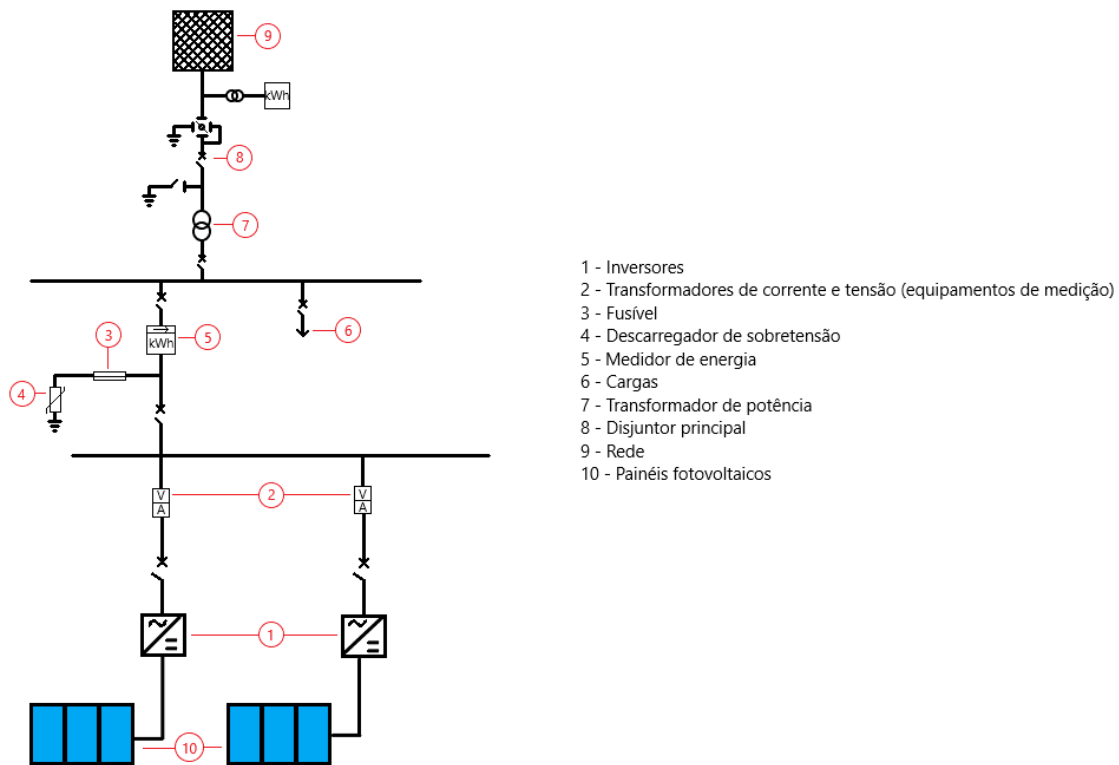 9
kWh
8
7
3
5
kWh
6
4
V
A
2
V
A
1
10
1 - Inversores
2 - Transformadores de corrente e tensão (equipamentos de medição)
3 - Fusível
4 - Descarregador de sobretensão
5 - Medidor de energia
6 - Cargas
7 - Transformador de potência
8 - Disjuntor principal
9 - Rede
10 - Painéis fotovoltaicos